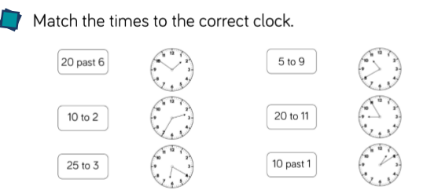 Match the times to the correct clock.
20 past 6
5 to 9
10 to 2
20 to 11
25 to 3
10 past 1